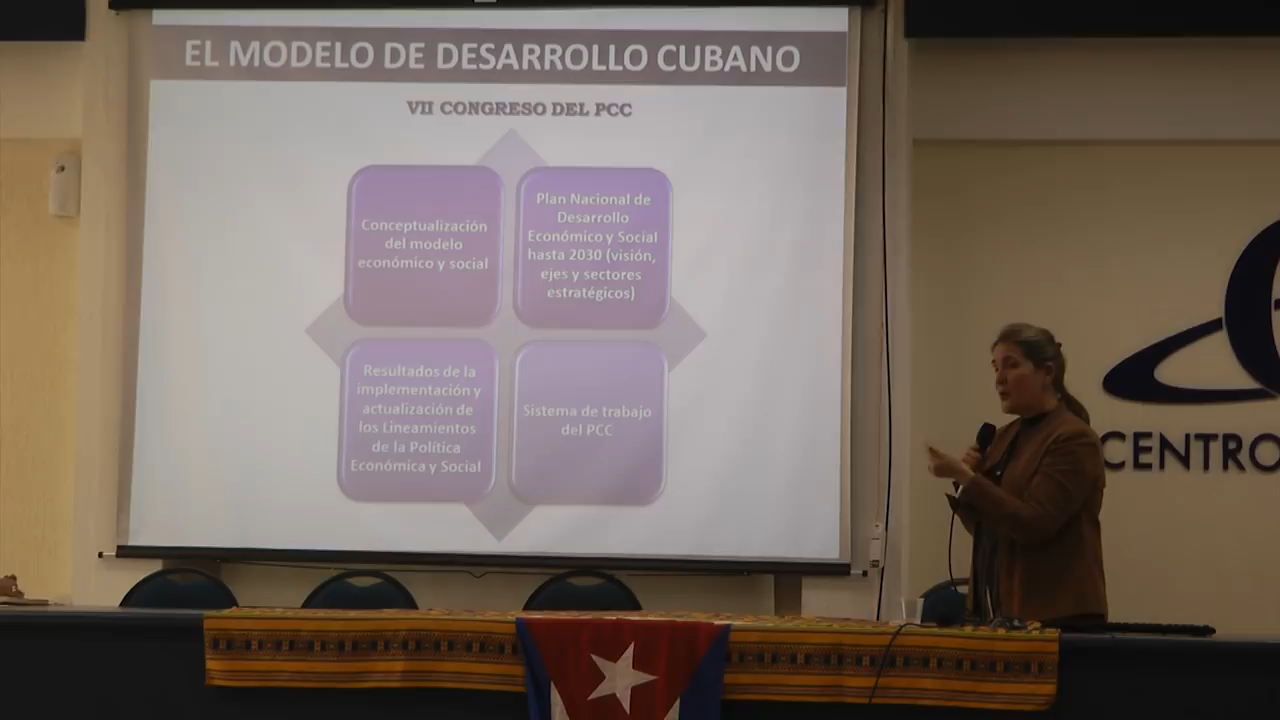 EL MODELO DE DESARROLLO CUBANO
VII CONGRESO DEL PCC
Conceptualización
del modelo
económico y social
Plan Nacional de
Desarrollo
Económico y Social
hasta 2030 (visión,
ejes y sectores
estratégicos)
Resultados de la
implementación y
actualización de
los Lineamientos
de la Política
Económica y Social
Sistema de trabajo
del PCC
CENTRO